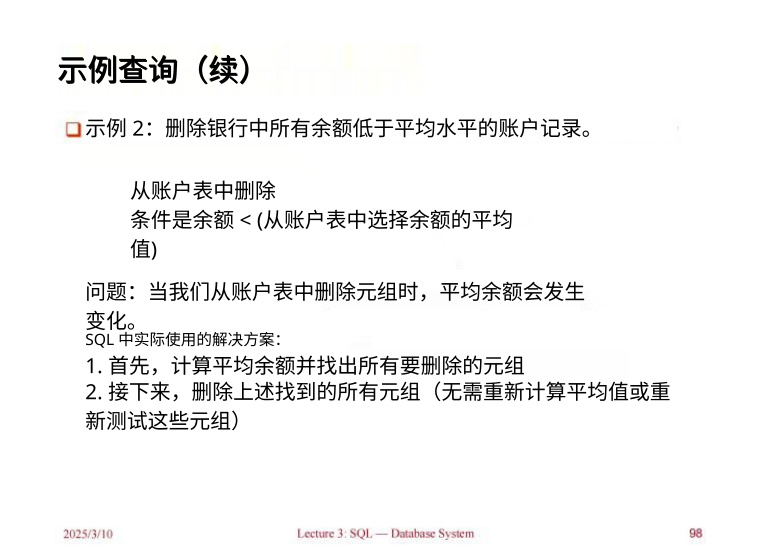 示例查询（续）
示例 2：删除银行中所有余额低于平均水平的账户记录。
从账户表中删除
条件是余额 < (从账户表中选择余额的平均
值)
问题：当我们从账户表中删除元组时，平均余额会发生
变化。
SQL 中实际使用的解决方案：
1. 首先，计算平均余额并找出所有要删除的元组
2. 接下来，删除上述找到的所有元组（无需重新计算平均值或重
新测试这些元组）
2025/3/10 Lecture 3: SQL — Database System 98